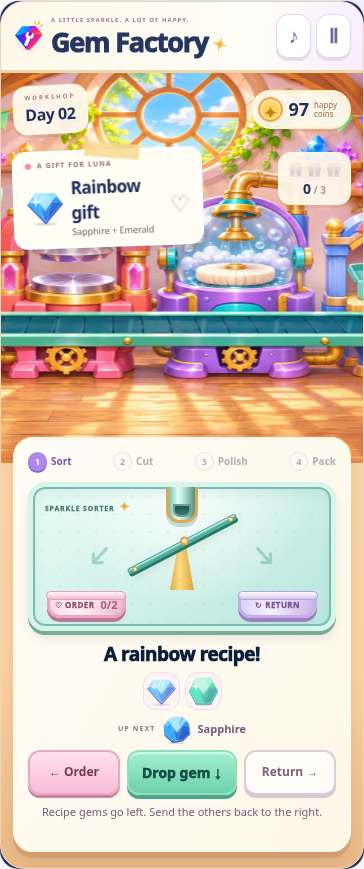 A LITTLE SPARKLE. A LOT OF HAPPY.
Gem Factory
WORKSHOP
Day 02
97 happy coins
A GIFT FOR LUNA
Rainbow
gift
Sapphire + Emerald
0 / 3
1 Sort 2 Cut 3 Polish 4 Pack
SPARKLE SORTER
♡ ORDER 0/2
↻ RETURN
A rainbow recipe!
UP NEXT Sapphire
← Order
Drop gem ↓
Return →
Recipe gems go left. Send the others back to the right.